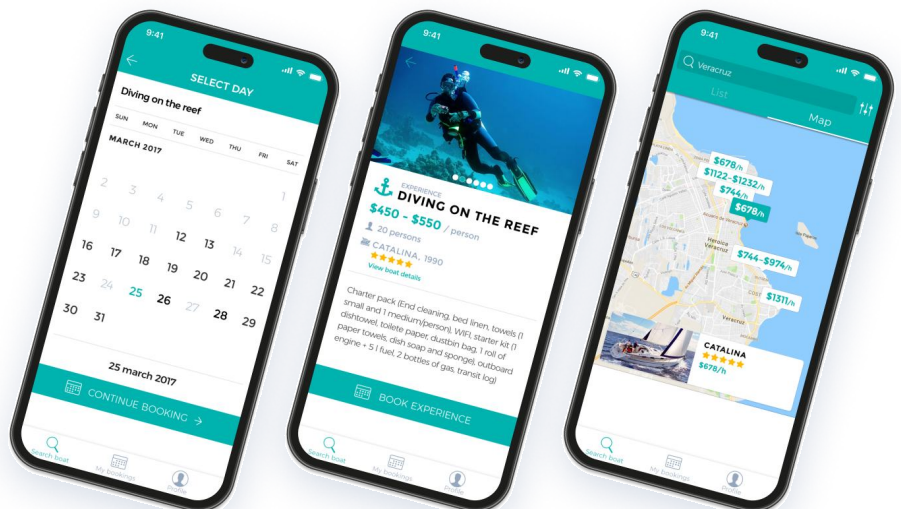 9:41
SELECT DAY
Diving on the reef
SUN MON TUE WED THU FRI SAT
MARCH 2017
1
2 3 4 5 6 7 8
9 10 11 12 13 14 15
16 17 18 19 20 21 22
23 24 25 26 27 28 29
30 31
25 march 2017
CONTINUE BOOKING →
Search boat
My bookings
Profile
9:41
EXPERIENCE
DIVING ON THE REEF
$450 - $550 / person
20 persons
CATALINA, 1990
View boat details
Charter pack (End cleaning, bed linen, towels (1
small and 1 medium/person), WIFI, starter kit (1
dishtowel, toilete paper, dustbin bag, 1 roll of
paper towels, dish soap and sponge), outboard
engine + 5 l fuel, 2 bottles of gas, transit log)
BOOK EXPERIENCE
Search boat
My bookings
Profile
9:41
Veracruz
List
Map
$678/h
$1122-$1232/h
$744/h
$678/h
Heroica
Veracruz
$744-$974/h
$1311/h
Veracruz
CATALINA
$678/h
Search boat
My bookings
Profile